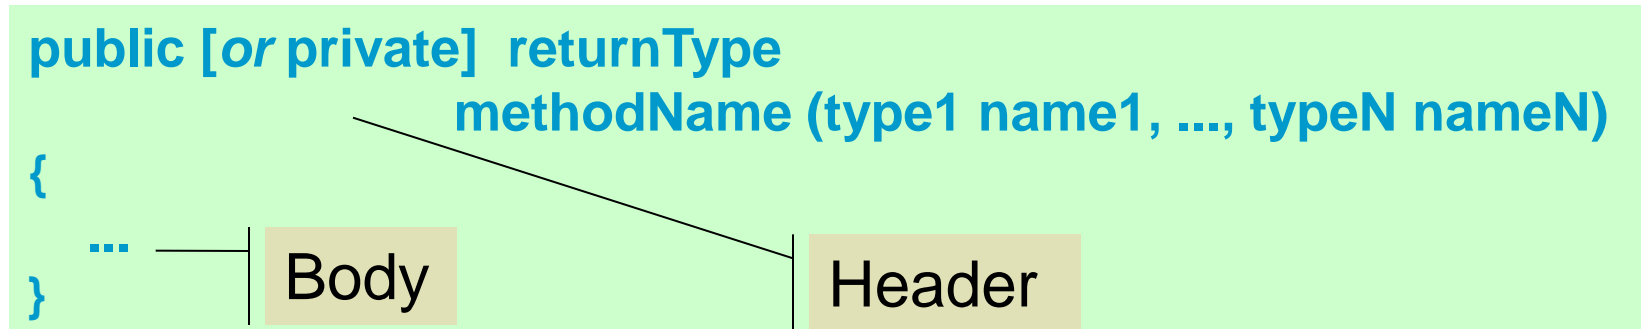 public [or private] returnType
methodName (type1 name1, ..., typeN nameN)
{
...
Body
Header
}